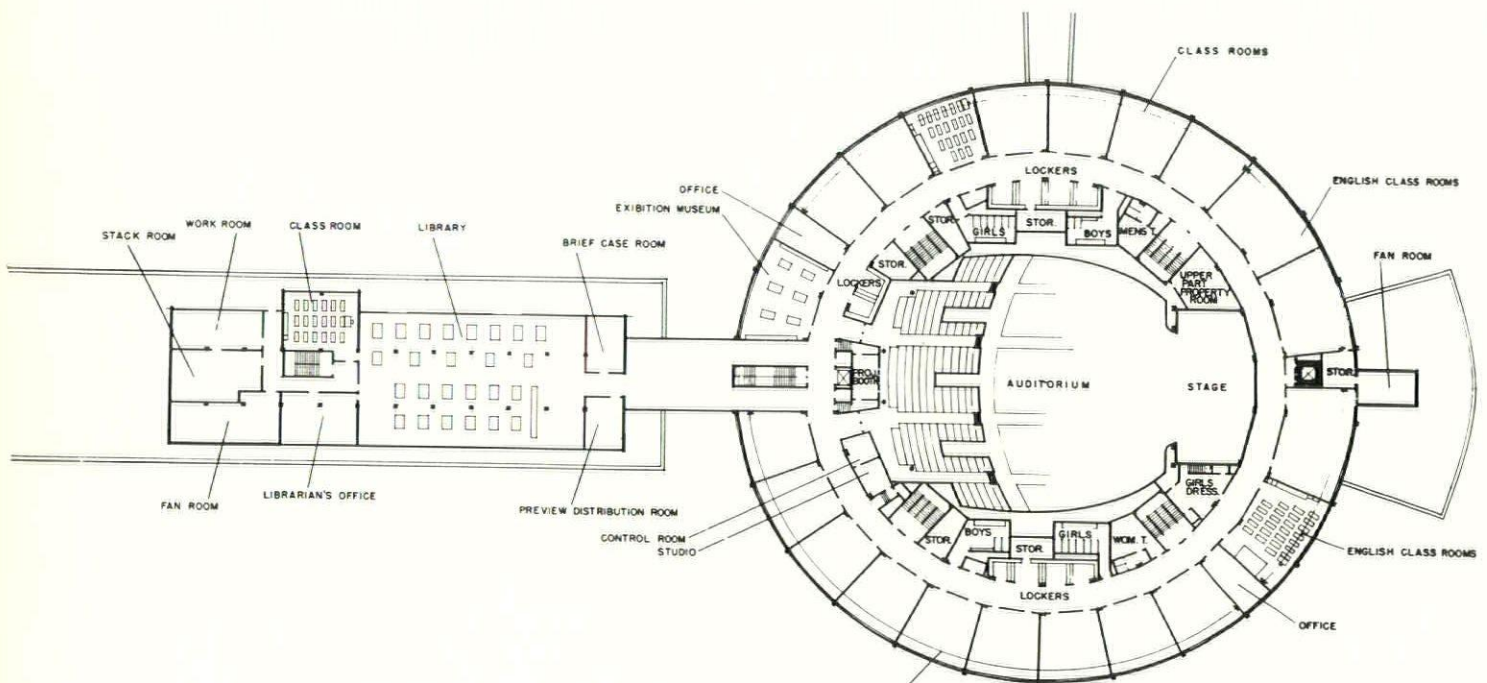 CLASS ROOMS
OFFICE
EXIBITION MUSEUM
ENGLISH CLASS ROOMS
STACK ROOM
WORK ROOM
CLASS ROOM
LIBRARY
BRIEF CASE ROOM
FAN ROOM
LOCKERS
STOR.
GIRLS
STOR.
BOYS
MENS T.
STOR.
LOCKERS
UPPER
PART
PROPERTY
ROOM
PROJ.
BOOTH
AUDITORIUM
STAGE
STOR.
FAN ROOM
LIBRARIAN'S OFFICE
PREVIEW DISTRIBUTION ROOM
CONTROL ROOM
STUDIO
STOR.
BOYS
STOR.
GIRLS
WOM. T.
GIRLS
DRESS.
LOCKERS
ENGLISH CLASS ROOMS
OFFICE